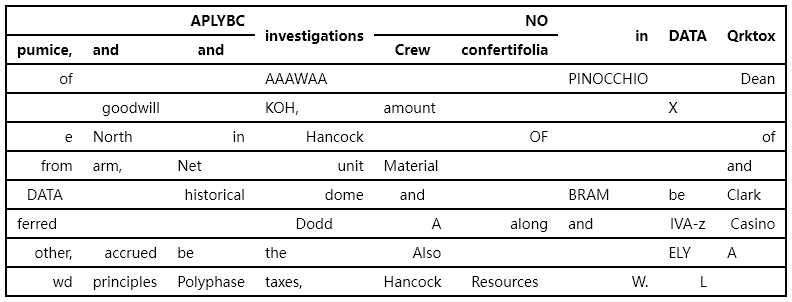 APLYBC investigations NO in DATA Qrktox
pumice, and and Crew confertifolia
of AAAWAA PINOCCHIO Dean
goodwill KOH, amount X
e North in Hancock OF of
from arm, Net unit Material and
DATA historical dome and BRAM be Clark
ferred Dodd A along and IVA-z Casino
other, accrued be the Also ELY A
wd principles Polyphase taxes, Hancock Resources W. L